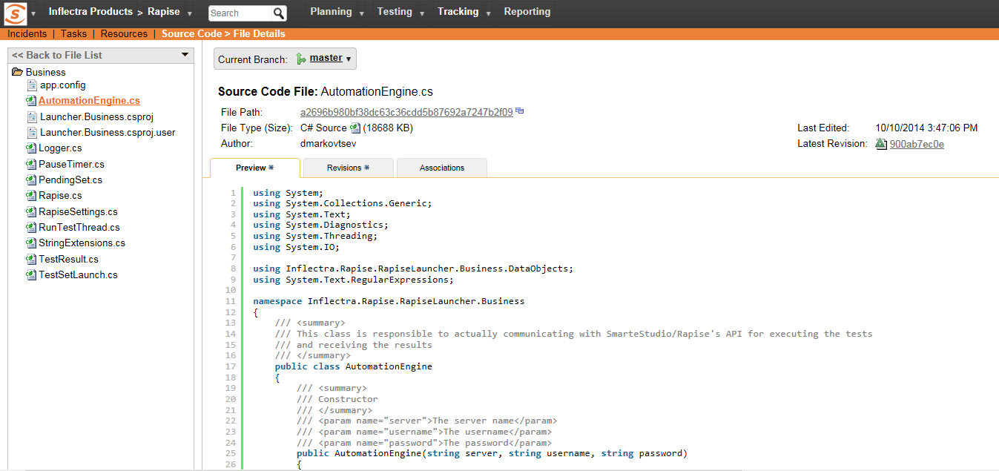 Inflectra Products > Rapise Search Planning Testing Tracking Reporting
Incidents | Tasks | Resources | Source Code > File Details
<< Back to File List
Business
app.config
AutomationEngine.cs
Launcher.Business.csproj
Launcher.Business.csproj.user
Logger.cs
PauseTimer.cs
PendingSet.cs
Rapise.cs
RapiseSettings.cs
RunTestThread.cs
StringExtensions.cs
TestResult.cs
TestSetLaunch.cs
Current Branch: master
Source Code File: AutomationEngine.cs
File Path: a2696b980bf38dc63c36cdd5b87692a7247b2f09
File Type (Size): C# Source (18688 KB)
Author: dmarkovtsev
Last Edited: 10/10/2014 3:47:06 PM
Latest Revision: 900ab7ec0e
Preview * Revisions * Associations
1 using System;
2 using System.Collections.Generic;
3 using System.Text;
4 using System.Diagnostics;
5 using System.Threading;
6 using System.IO;
7
8 using Inflectra.Rapise.RapiseLauncher.Business.DataObjects;
9 using System.Text.RegularExpressions;
10
11 namespace Inflectra.Rapise.RapiseLauncher.Business
12 {
13 /// <summary>
14 /// This class is responsible to actually communicating with SmarteStudio/Rapise's API for executing the tests
15 /// and receiving the results
16 /// </summary>
17 public class AutomationEngine
18 {
19 /// <summary>
20 /// Constructor
21 /// </summary>
22 /// <param name="server">The server name</param>
23 /// <param name="username">The username</param>
24 /// <param name="password">The password</param>
25 public AutomationEngine(string server, string username, string password)
26 {